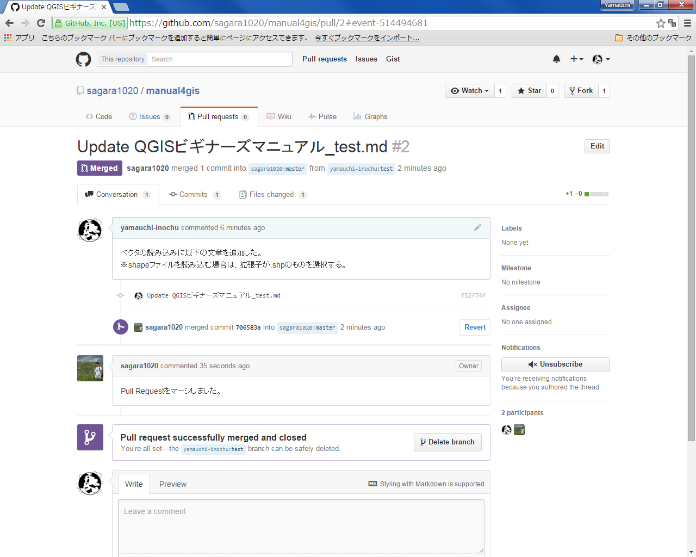 Update QGISビギナーズマ
Yamauchi
GitHub, Inc. [US] https://github.com/sagara1020/manual4gis/pull/2#event-514494681
アプリ こちらのブックマーク バーにブックマークを追加すると簡単にページにアクセスできます。 今すぐブックマークをインポート... その他のブックマーク
This repository Search Pull requests Issues Gist
sagara1020 / manual4gis Watch 1 Star 0 Fork 1
Code Issues 0 Pull requests 0 Wiki Pulse Graphs
Update QGISビギナーズマニュアル_test.md #2 Edit
Merged sagara1020 merged 1 commit into from yamauchi-inochu:test 2 minutes ago
Conversation 1 Commits 1 Files changed 1 +1 −0
yamauchi-inochu commented 6 minutes ago
ベクタの読み込みに以下の文章を追加した。
※shapeファイルを読み込む場合は、拡張子が.shpのものを選択する。
Update QGISビギナーズマニュアル_test.md
sagara1020 merged commit 706583a into 2 minutes ago Revert
sagara1020 commented 35 seconds ago Owner
Pull Requestをマージしました。
Pull request successfully merged and closed
You're all set—the yamauchi-inochu:test branch can be safely deleted.
Delete branch
Write Preview Styling with Markdown is supported
Leave a comment
Labels
None yet
Milestone
No milestone
Assignee
No one assigned
Notifications
Unsubscribe
You're receiving notifications
because you authored the thread.
2 participants